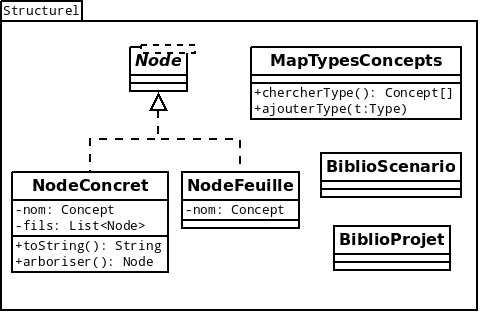 Structurel
Node
MapTypesConcepts
+chercherType(): Concept[]
+ajouterType(t:Type)
BiblioScenario
NodeConcret
-nom: Concept
-fils: List<Node>
+toString(): String
+arboriser(): Node
NodeFeuille
-nom: Concept
BiblioProjet